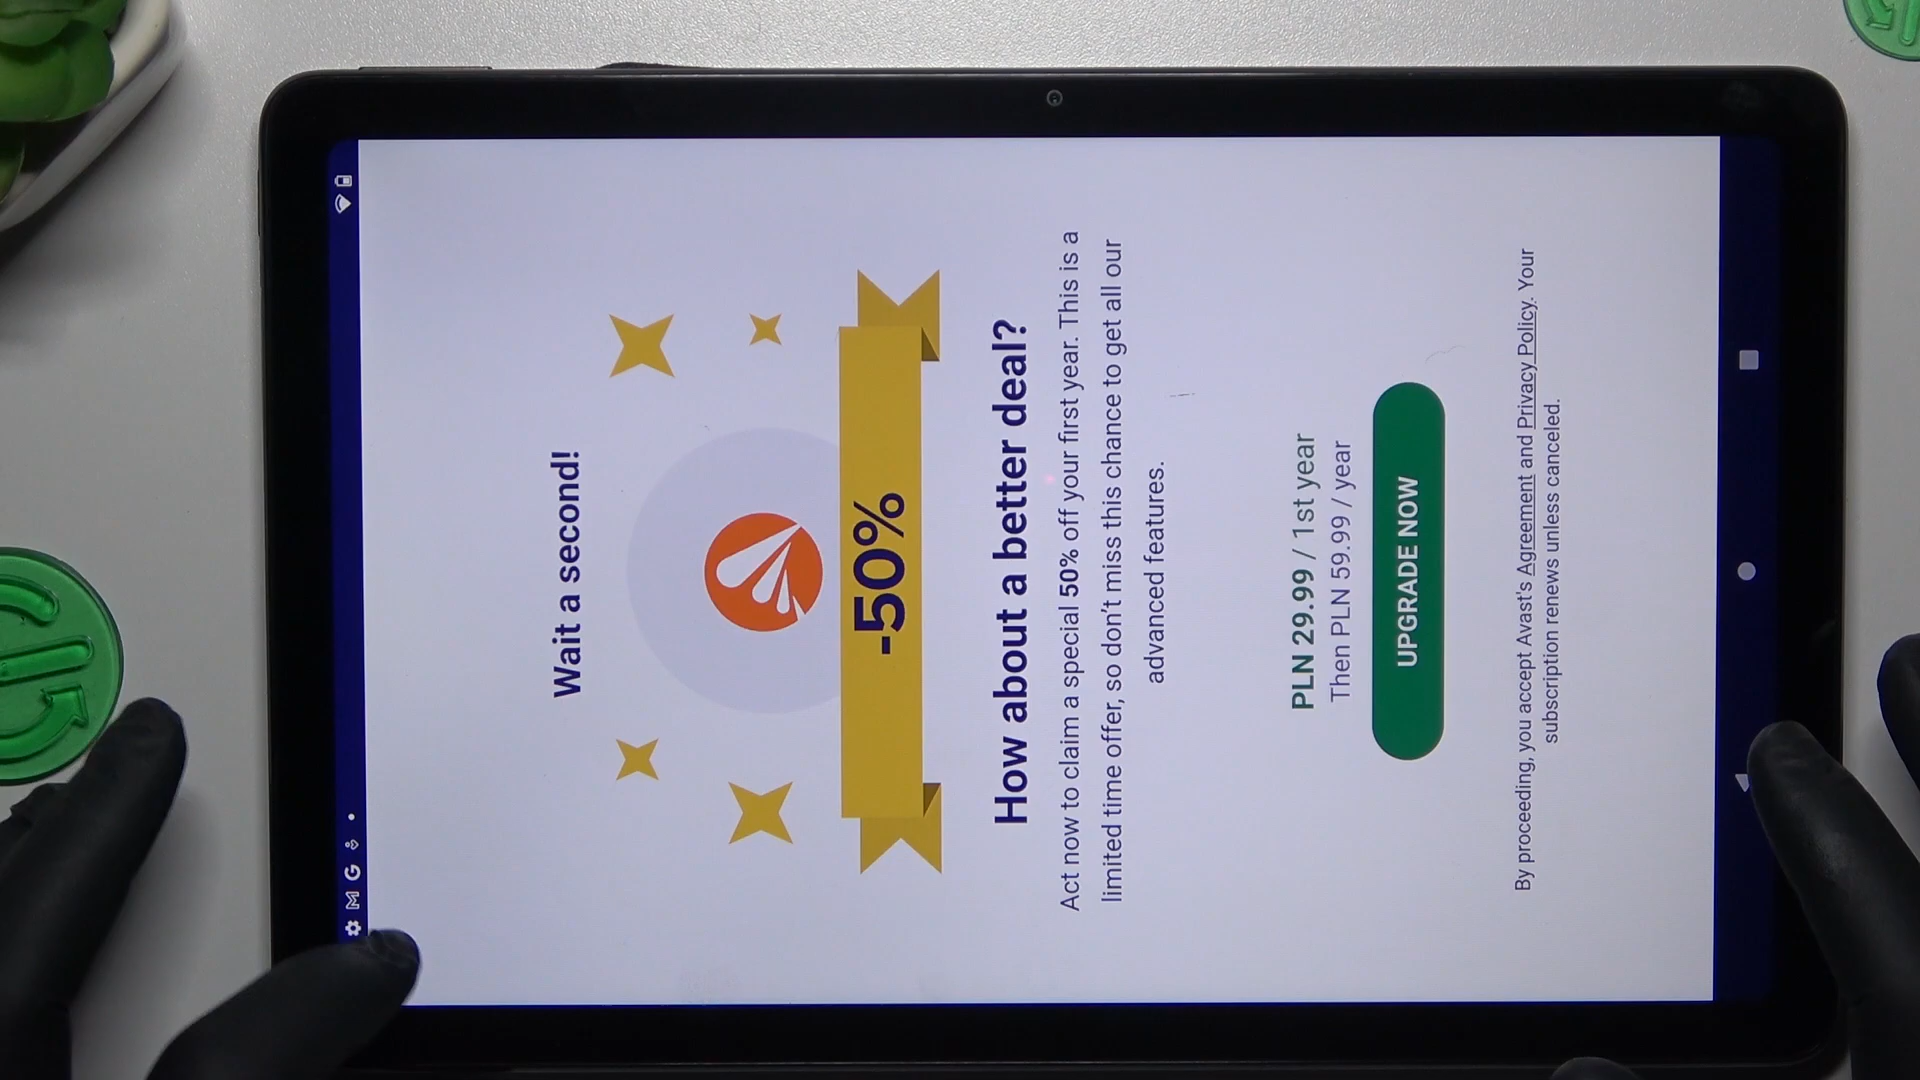 Wait a second!
-50%
How about a better deal?
Act now to claim a special 50% off your first year. This is a
limited time offer, so don't miss this chance to get all our
advanced features.
PLN 29.99 / 1st year
Then PLN 59.99 / year
UPGRADE NOW
By proceeding, you accept Avast's Agreement and Privacy Policy. Your
subscription renews unless canceled.